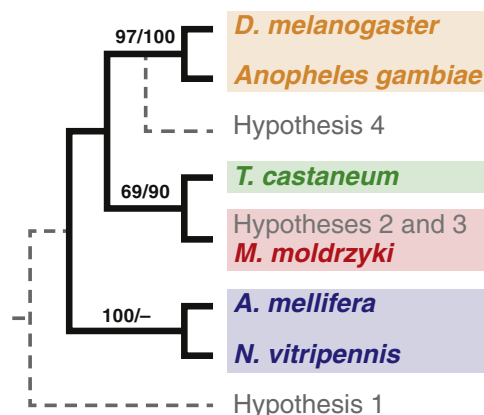 97/100
D. melanogaster
Anopheles gambiae
Hypothesis 4
69/90
T. castaneum
Hypotheses 2 and 3
M. moldrzyki
100/–
A. mellifera
N. vitripennis
Hypothesis 1